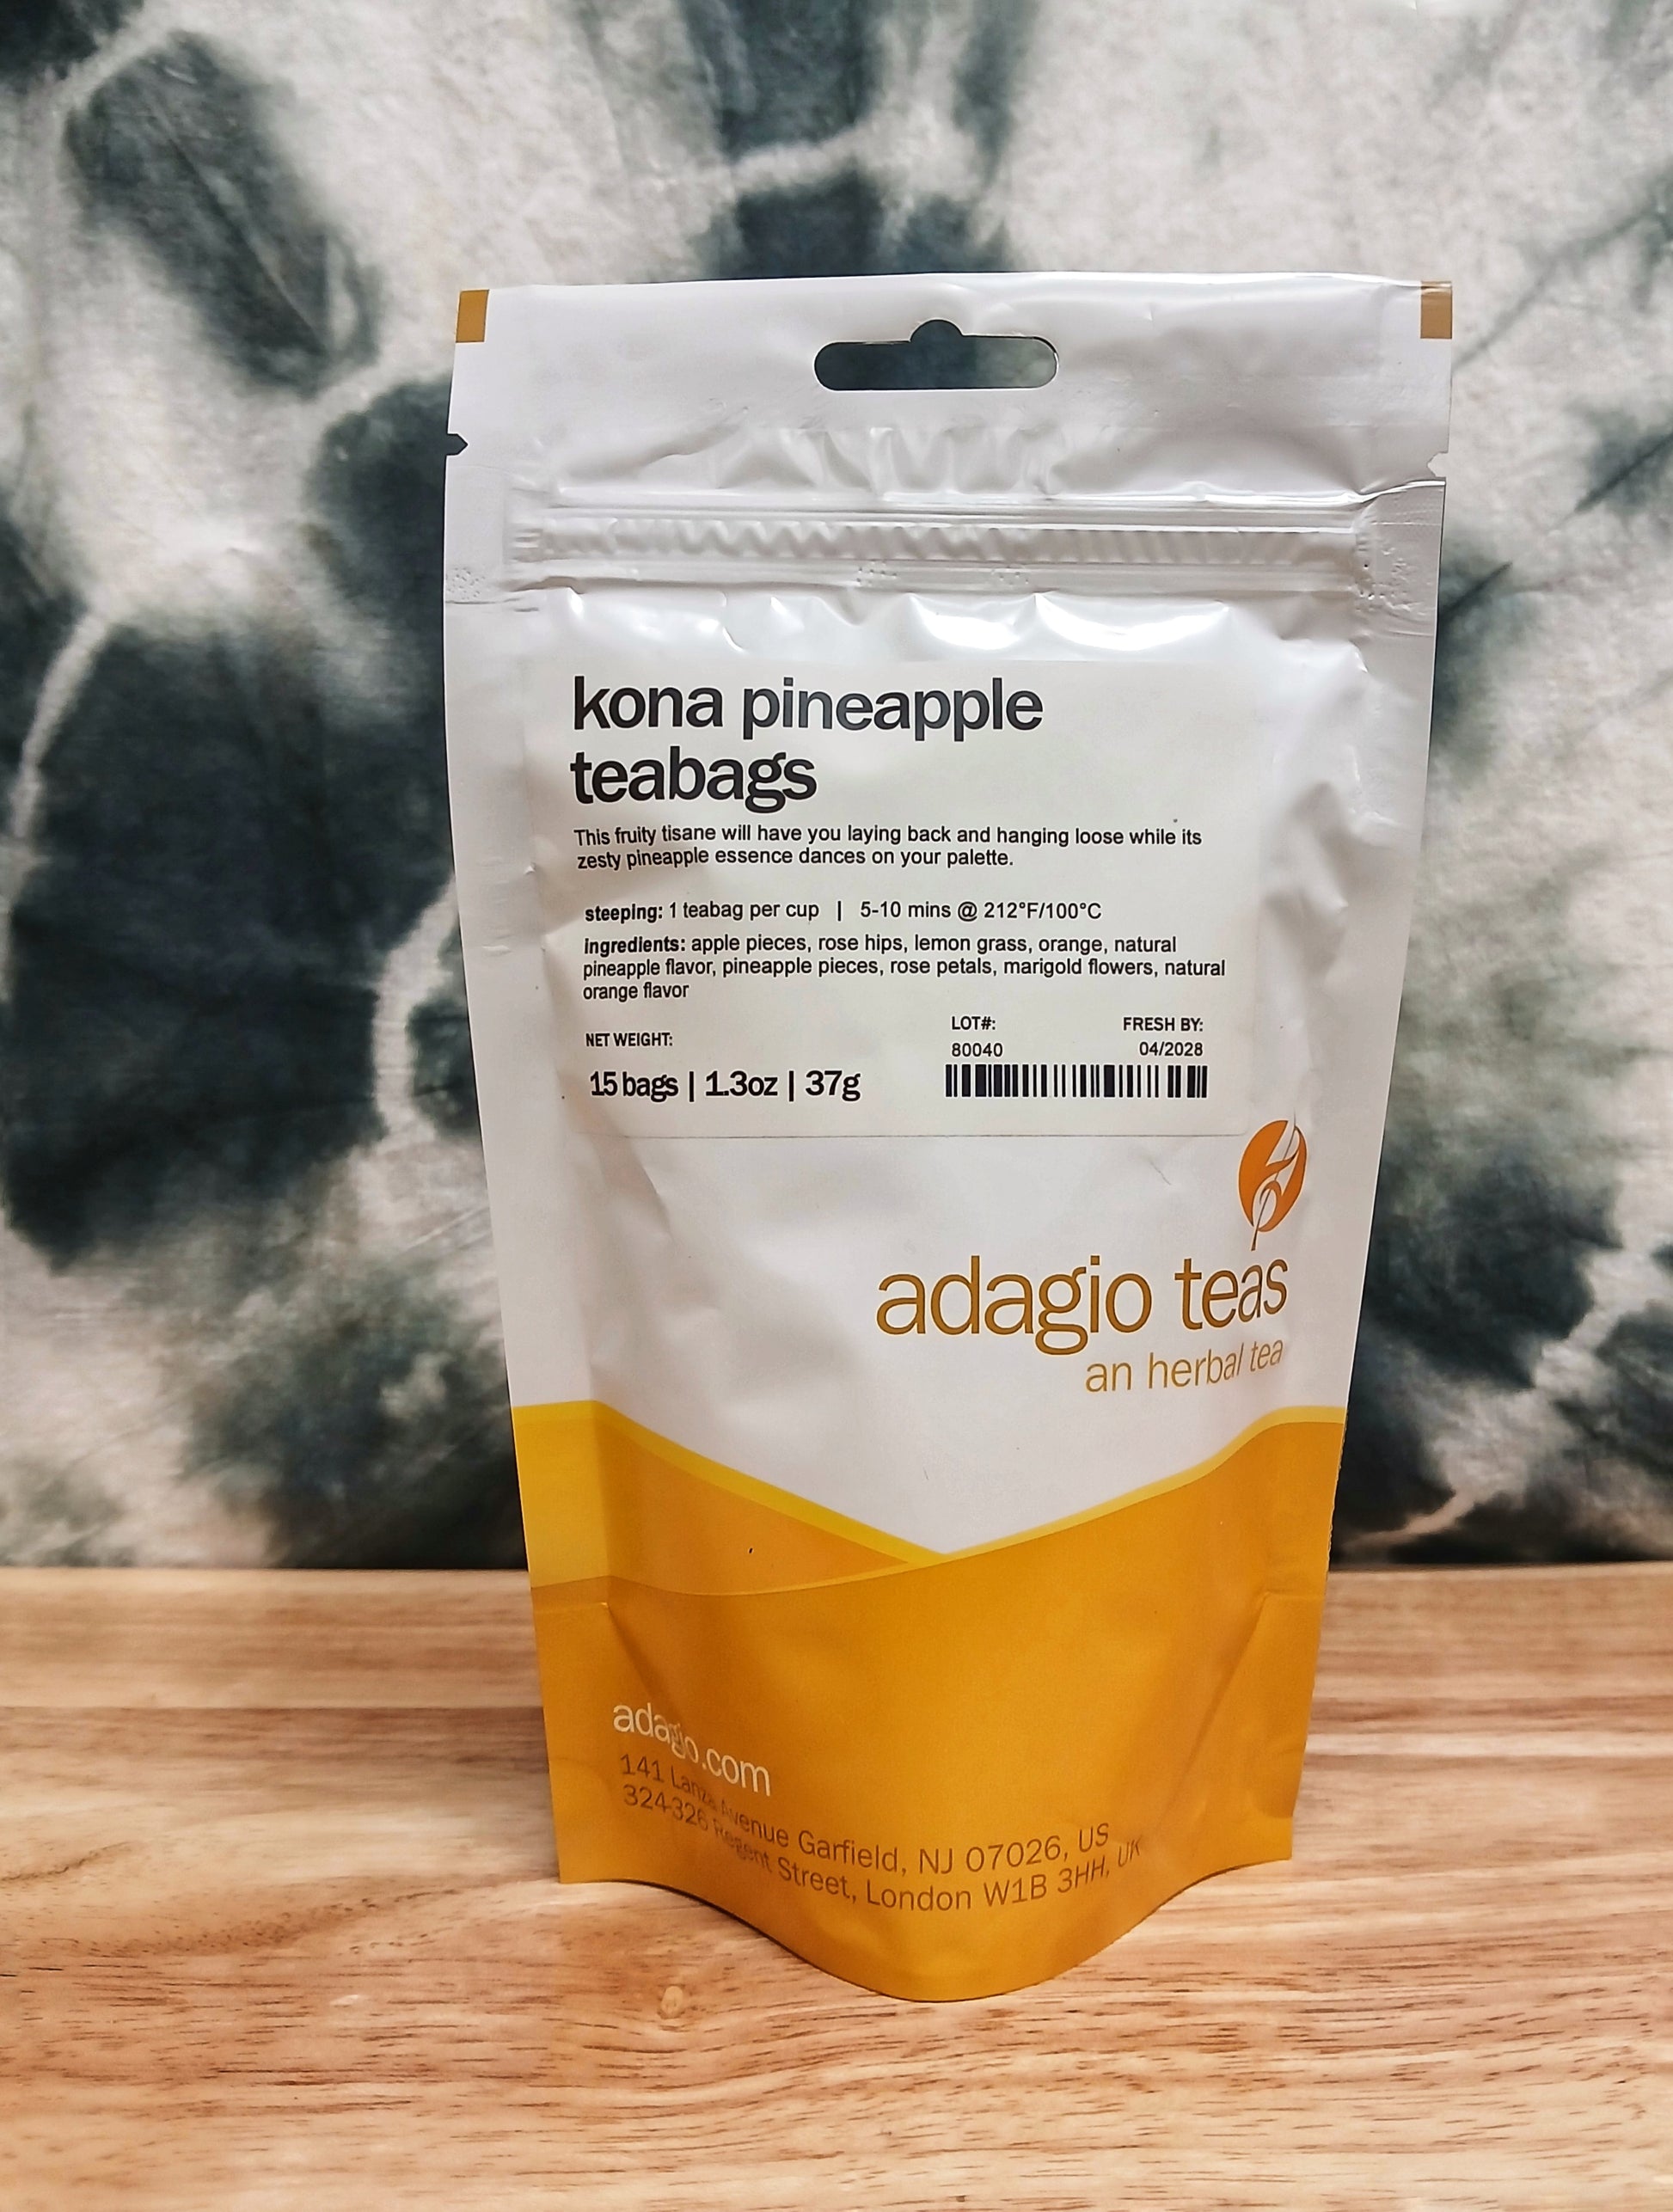 kona pineapple
teabags
This fruity tisane will have you laying back and hanging loose while its
zesty pineapple essence dances on your palette.
steeping: 1 teabag per cup | 5-10 mins @ 212°F/100°C
ingredients: apple pieces, rose hips, lemon grass, orange, natural
pineapple flavor, pineapple pieces, rose petals, marigold flowers, natural
orange flavor
NET WEIGHT:
15 bags | 1.3oz | 37g
LOT#:
80040
FRESH BY:
04/2028
adagio teas
an herbal tea
adagio.com
141 Lanza Avenue Garfield, NJ 07026, US
324-326 Regent Street, London W1B 3HH, UK